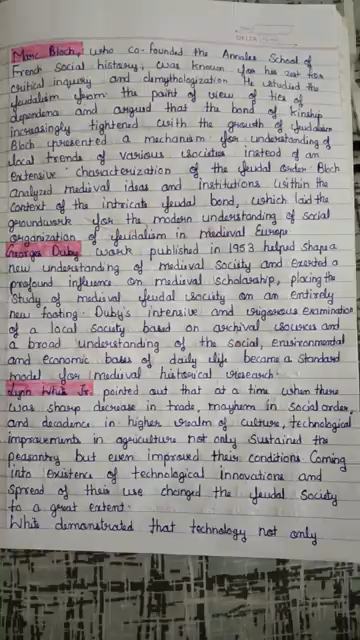 Marc Bloch, who co-founded the Annales School of
French social history, was known for his zest for
critical inquiry and demythologization. He studied the
feudalism from the point of view of ties of
dependena and argued that the bond of kinship
increasingly tightened with the growth of feudalism
Bloch presented a mechanism for understanding of
local trends of various societies instead of an
extensive characterization of the feudal order. Bloch
analyzed medieval ideas and institutions within the
context of the intricate feudal bond, which laid the
groundwork for the modern understanding of social
organization of feudalism in medieval Europe
Georges Duby work published in 1953 helped shape a
new understanding of medieval Society and exerted a
profound influence on medieval scholarship, placing the
study of medieval feudal society on an entirely
new footing. Duby's intensive and rigorous examination
of a local society based on archival sources and
a broad understanding of the social, environmental
and economic bases of daily life became a standard
model for medieval historical research.
Lynn White Jr. pointed out that at a time when there
was sharp decrease in trade, mayhem in social order,
and decadence in higher realm of culture, technological
improvements in agriculture not only sustained the
peasantry but even improved their conditions. Coming
into existence of technological innovations and
spread of their use changed the feudal society
to a great extent.
White demonstrated that technology not only